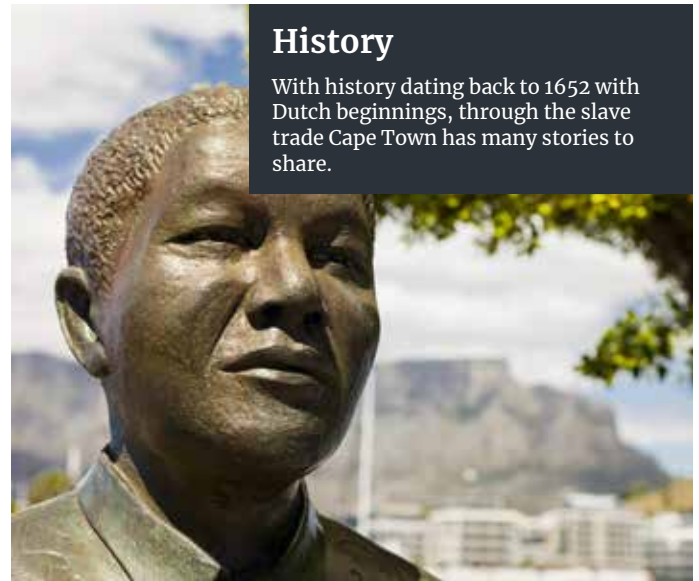 History
With history dating back to 1652 with
Dutch beginnings, through the slave
trade Cape Town has many stories to
share.